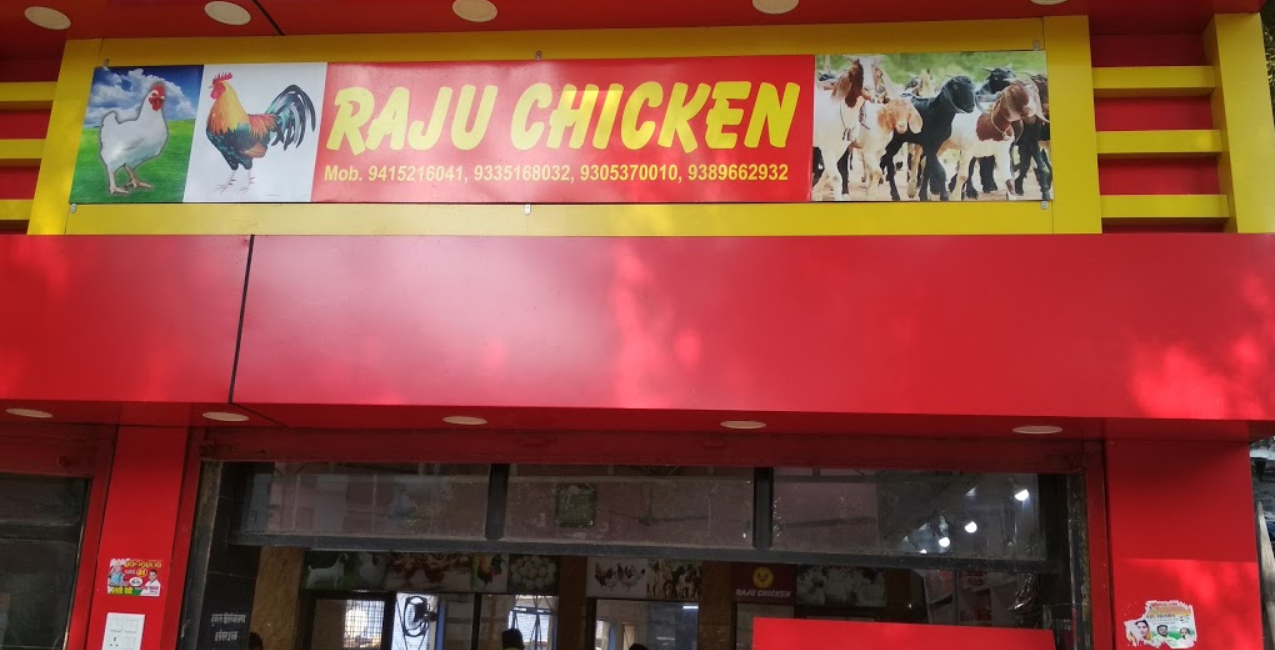 RAJU CHICKEN
Mob. 9415216041, 9335168032, 9305370010, 9389662932
RAJU CHICKEN